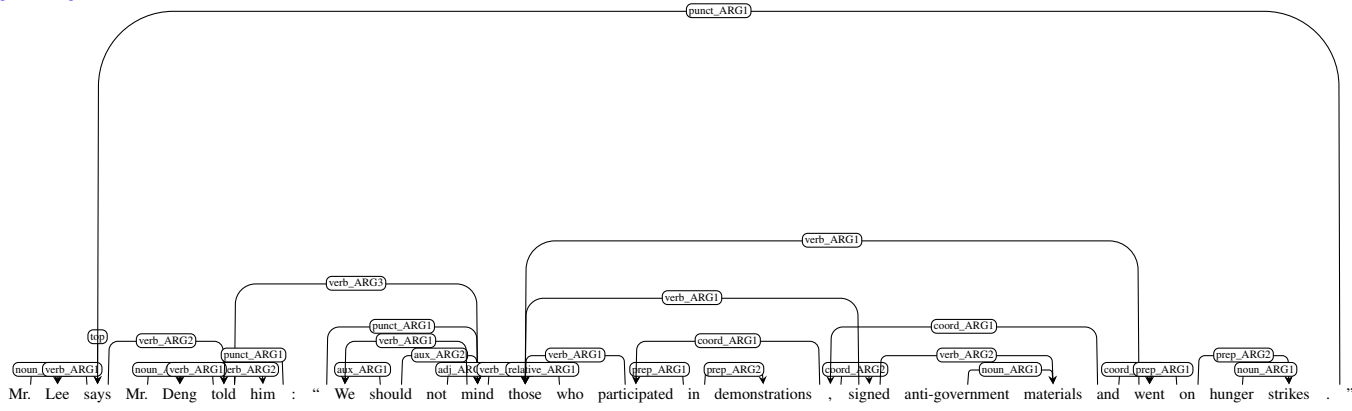 punct_ARG1
verb_ARG1
verb_ARG3
verb_ARG1
punct_ARG1 coord_ARG1 coord_ARG1
top verb_ARG2 verb_ARG1
punct_ARG1 aux_ARG2 verb_ARG1 verb_ARG2 prep_ARG2
verb_ARG1 verb_ARG1 aux_ARG1 relative_ARG1 prep_ARG1 prep_ARG2 coord_ARG2 noun_ARG1 prep_ARG1 noun_ARG1
Mr. Lee says Mr. Deng told him : “ We should not mind those who participated in demonstrations , signed anti-government materials and went on hunger strikes . ”